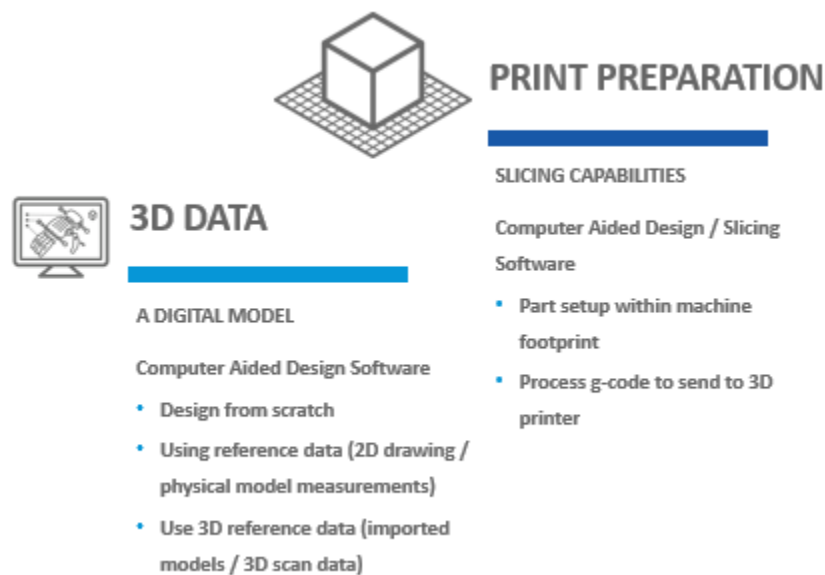 PRINT PREPARATION
SLICING CAPABILITIES
Computer Aided Design / Slicing
Software
• Part setup within machine
footprint
• Process g-code to send to 3D
printer
3D DATA
A DIGITAL MODEL
Computer Aided Design Software
• Design from scratch
• Using reference data (2D drawing /
physical model measurements)
• Use 3D reference data (imported
models / 3D scan data)